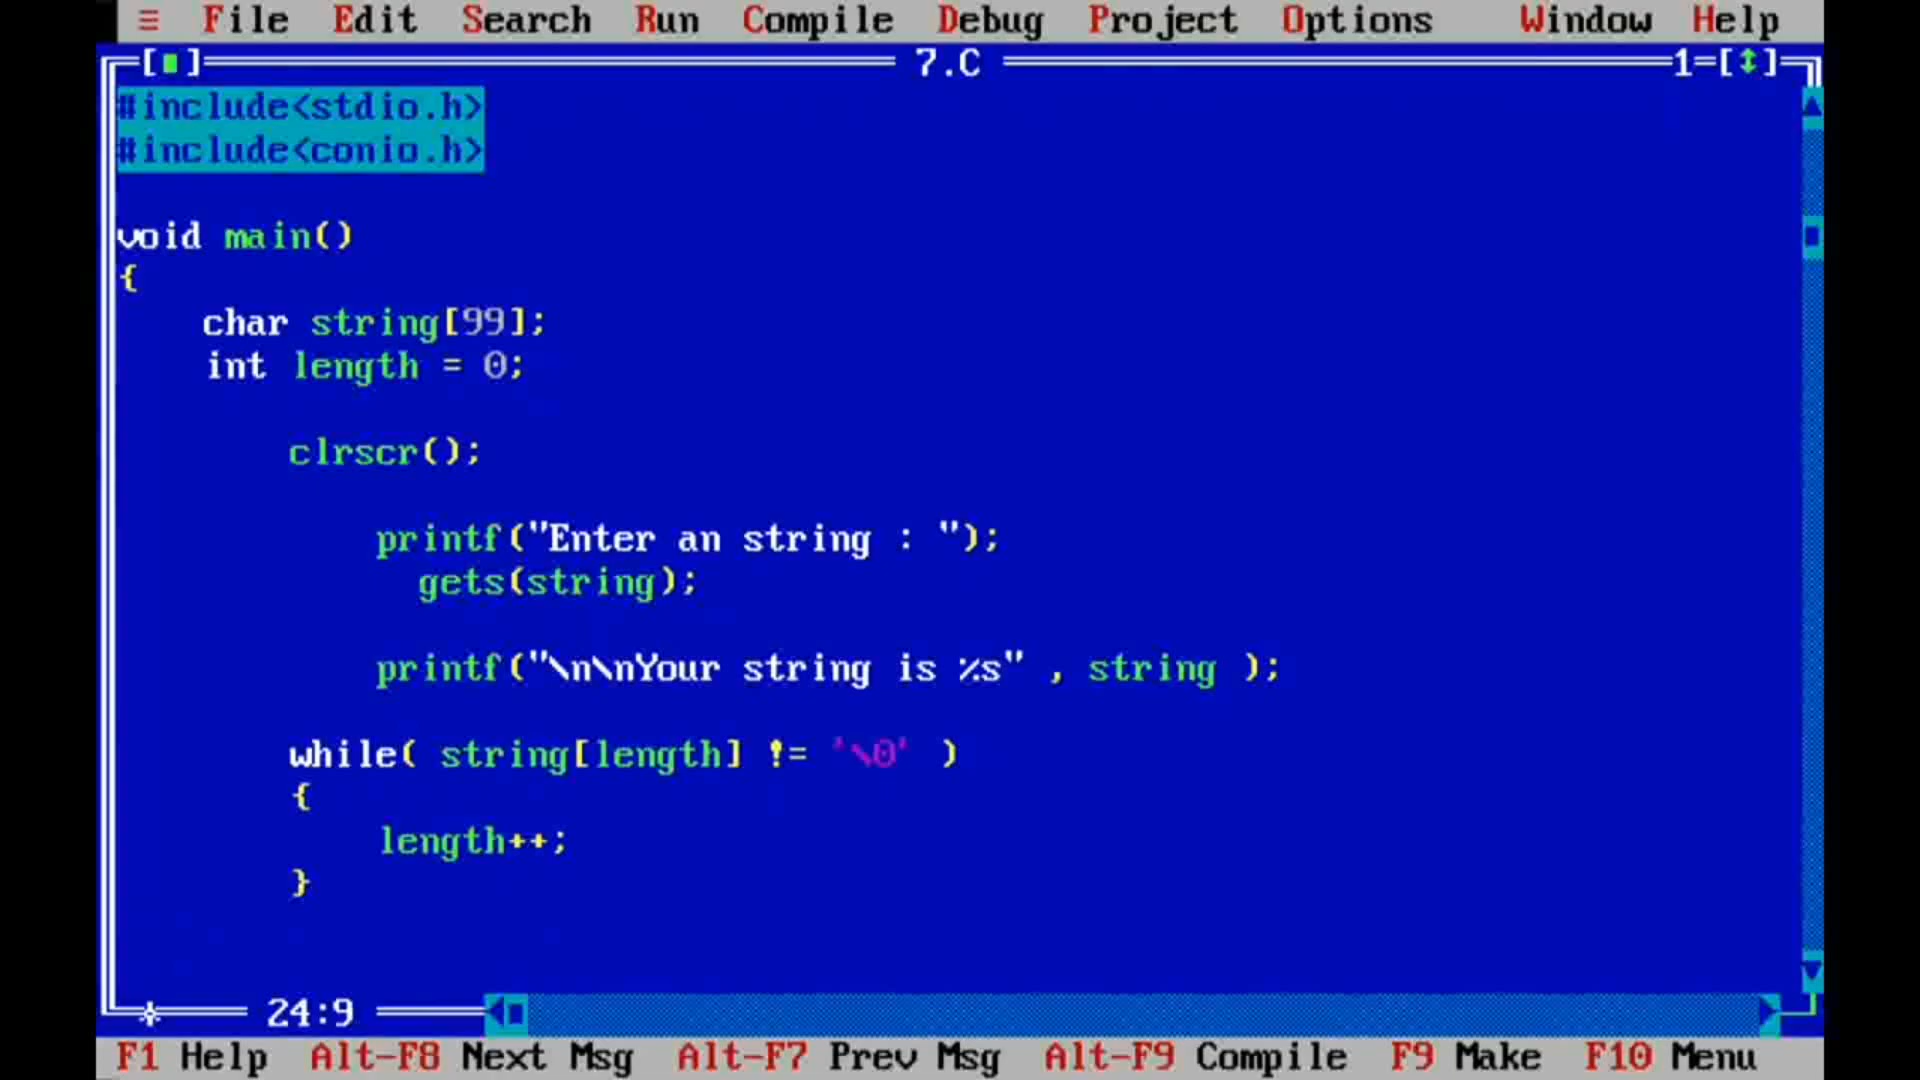 ≡ File Edit Search Run Compile Debug Project Options Window Help
[■] 7.C 1=[↕]
#include<stdio.h>
#include<conio.h>
void main()
{
char string[99];
int length = 0;
clrscr();
printf("Enter an string : ");
gets(string);
printf("\n\nYour string is %s" , string );
while( string[length] != '\0' )
{
length++;
}
24:9
F1 Help Alt-F8 Next Msg Alt-F7 Prev Msg Alt-F9 Compile F9 Make F10 Menu